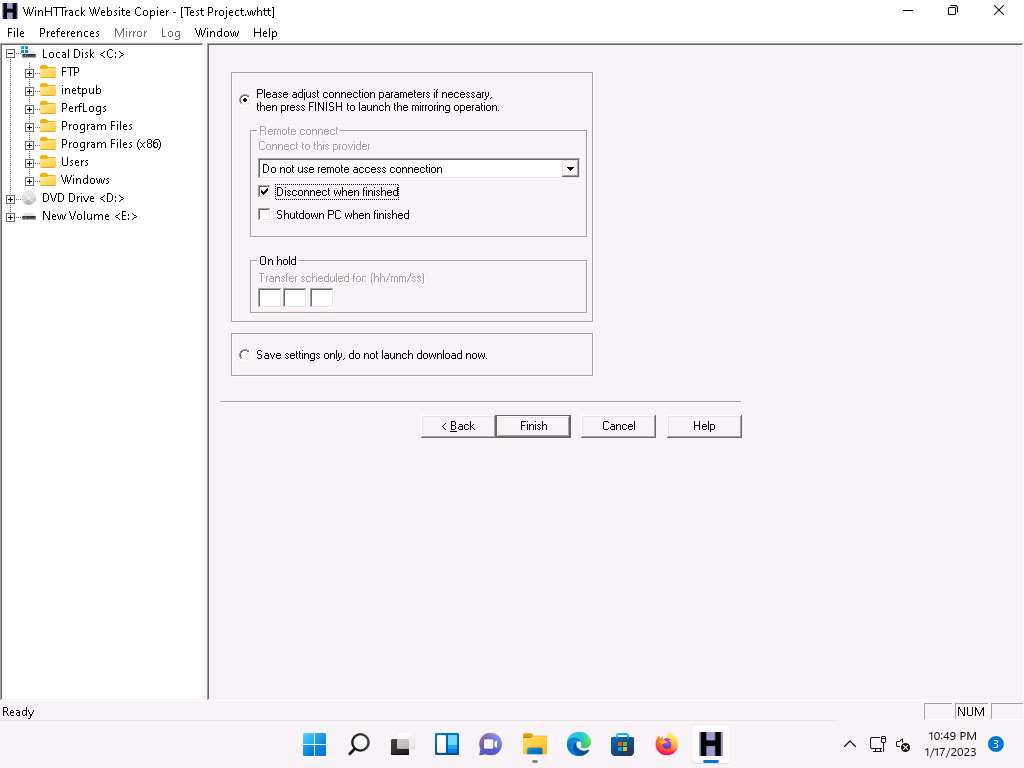 WinHTTrack Website Copier - [Test Project.whtt]
File Preferences Mirror Log Window Help
Local Disk <C:>
FTP
inetpub
PerfLogs
Program Files
Program Files (x86)
Users
Windows
DVD Drive <D:>
New Volume <E:>
Please adjust connection parameters if necessary,
then press FINISH to launch the mirroring operation.
Remote connect
Connect to this provider
Do not use remote access connection
Disconnect when finished
Shutdown PC when finished
On hold
Transfer scheduled for: (hh/mm/ss)
Save settings only, do not launch download now.
< Back Finish Cancel Help
Ready
NUM
10:49 PM
1/17/2023
3